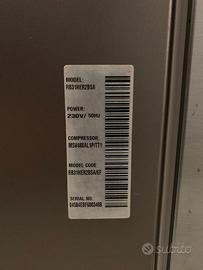 MODEL:
RB31HER2BSA
POWER:
230V/ 50Hz
COMPRESSOR:
MODEL CODE
RB31HER2BSA/EF
SERIAL NO.
subito